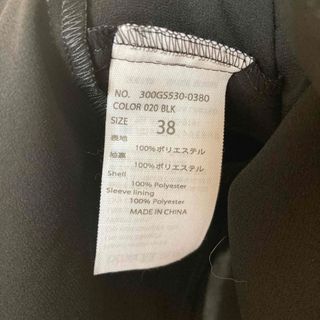 NO. 300GS530-0380
COLOR 020 BLK
SIZE 38
表地
100%ポリエステル
袖裏
100%ポリエステル
Shell
100% Polyester
Sleeve lining
100% Polyester
MADE IN CHINA